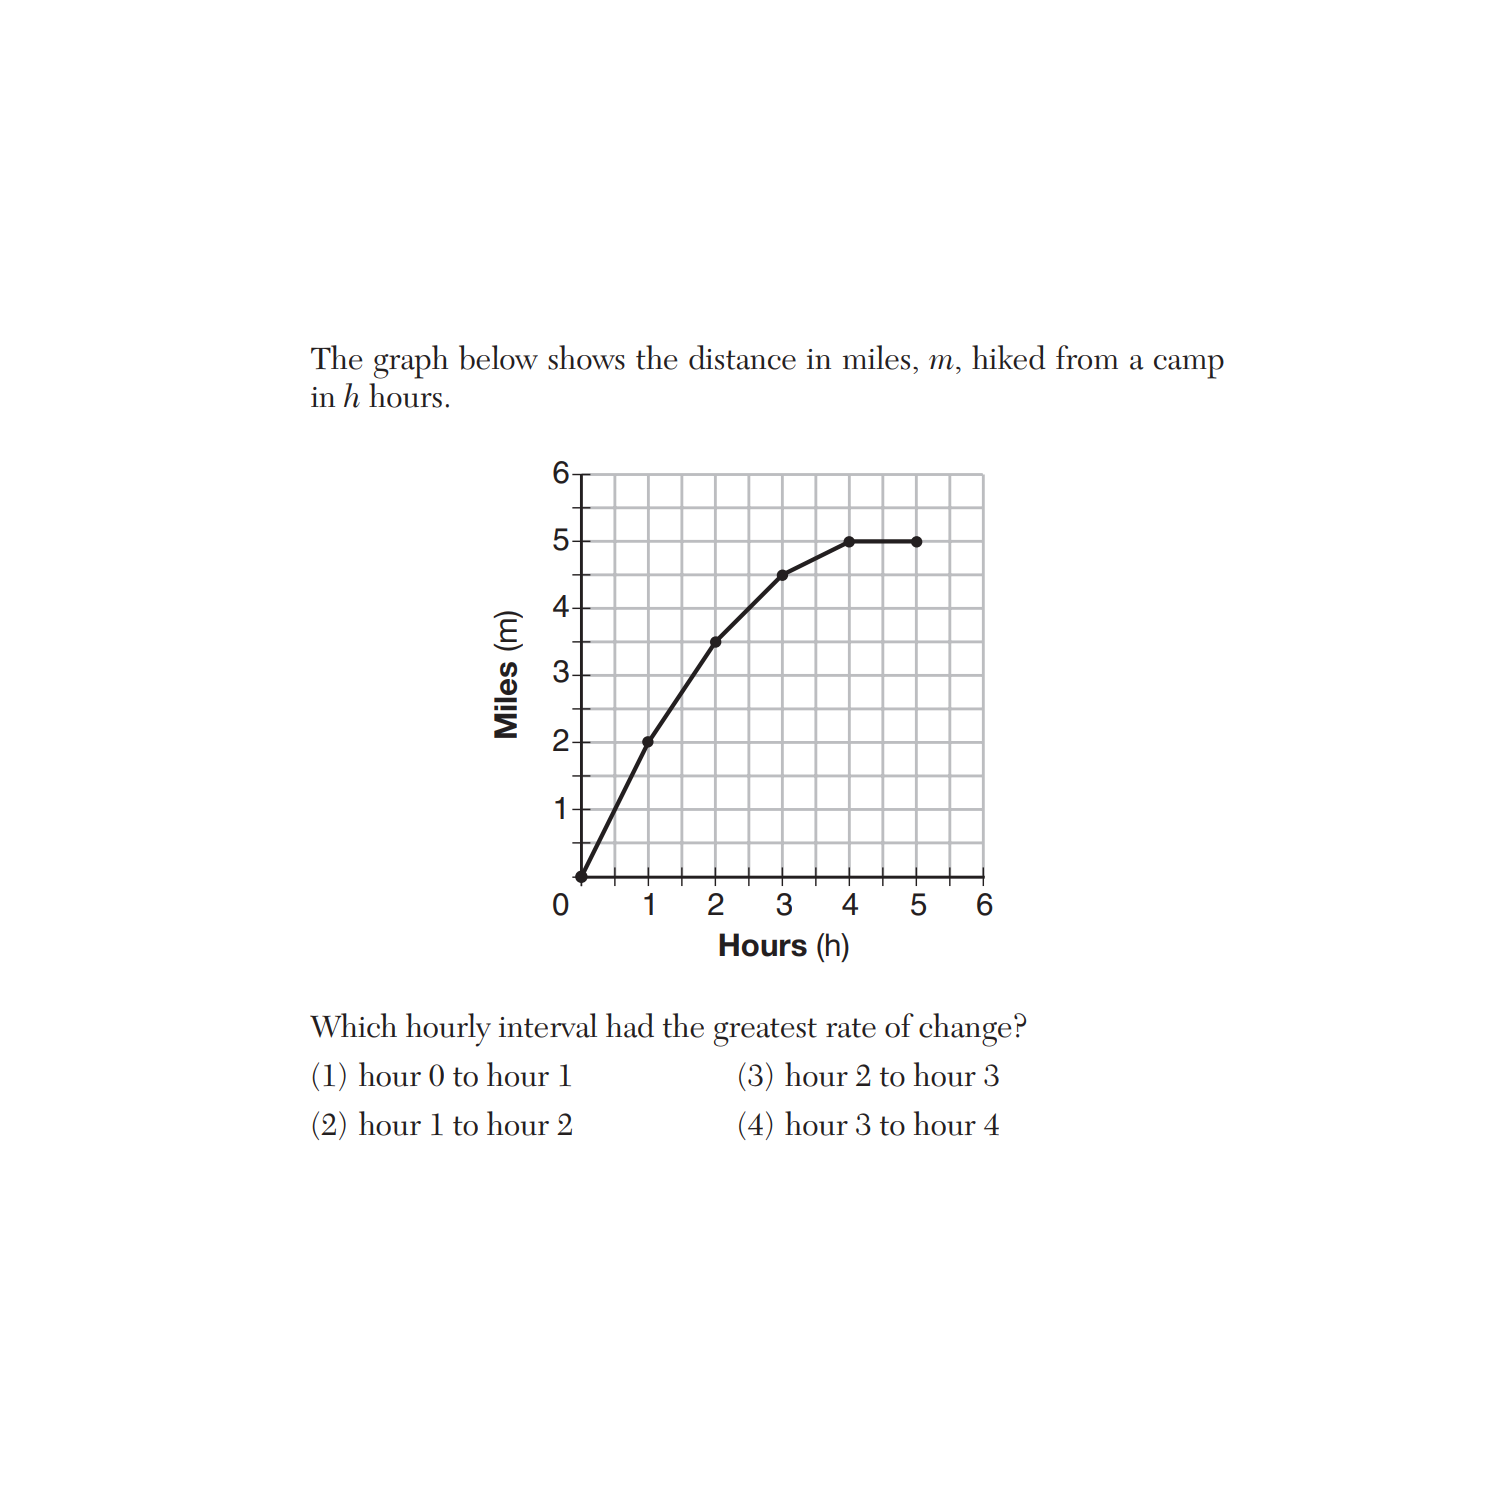 The graph below shows the distance in miles, m, hiked from a camp
in h hours.
6
5
4
3
2
1
Miles (m)
0 1 2 3 4 5 6
Hours (h)
Which hourly interval had the greatest rate of change?
(1) hour 0 to hour 1 (3) hour 2 to hour 3
(2) hour 1 to hour 2 (4) hour 3 to hour 4